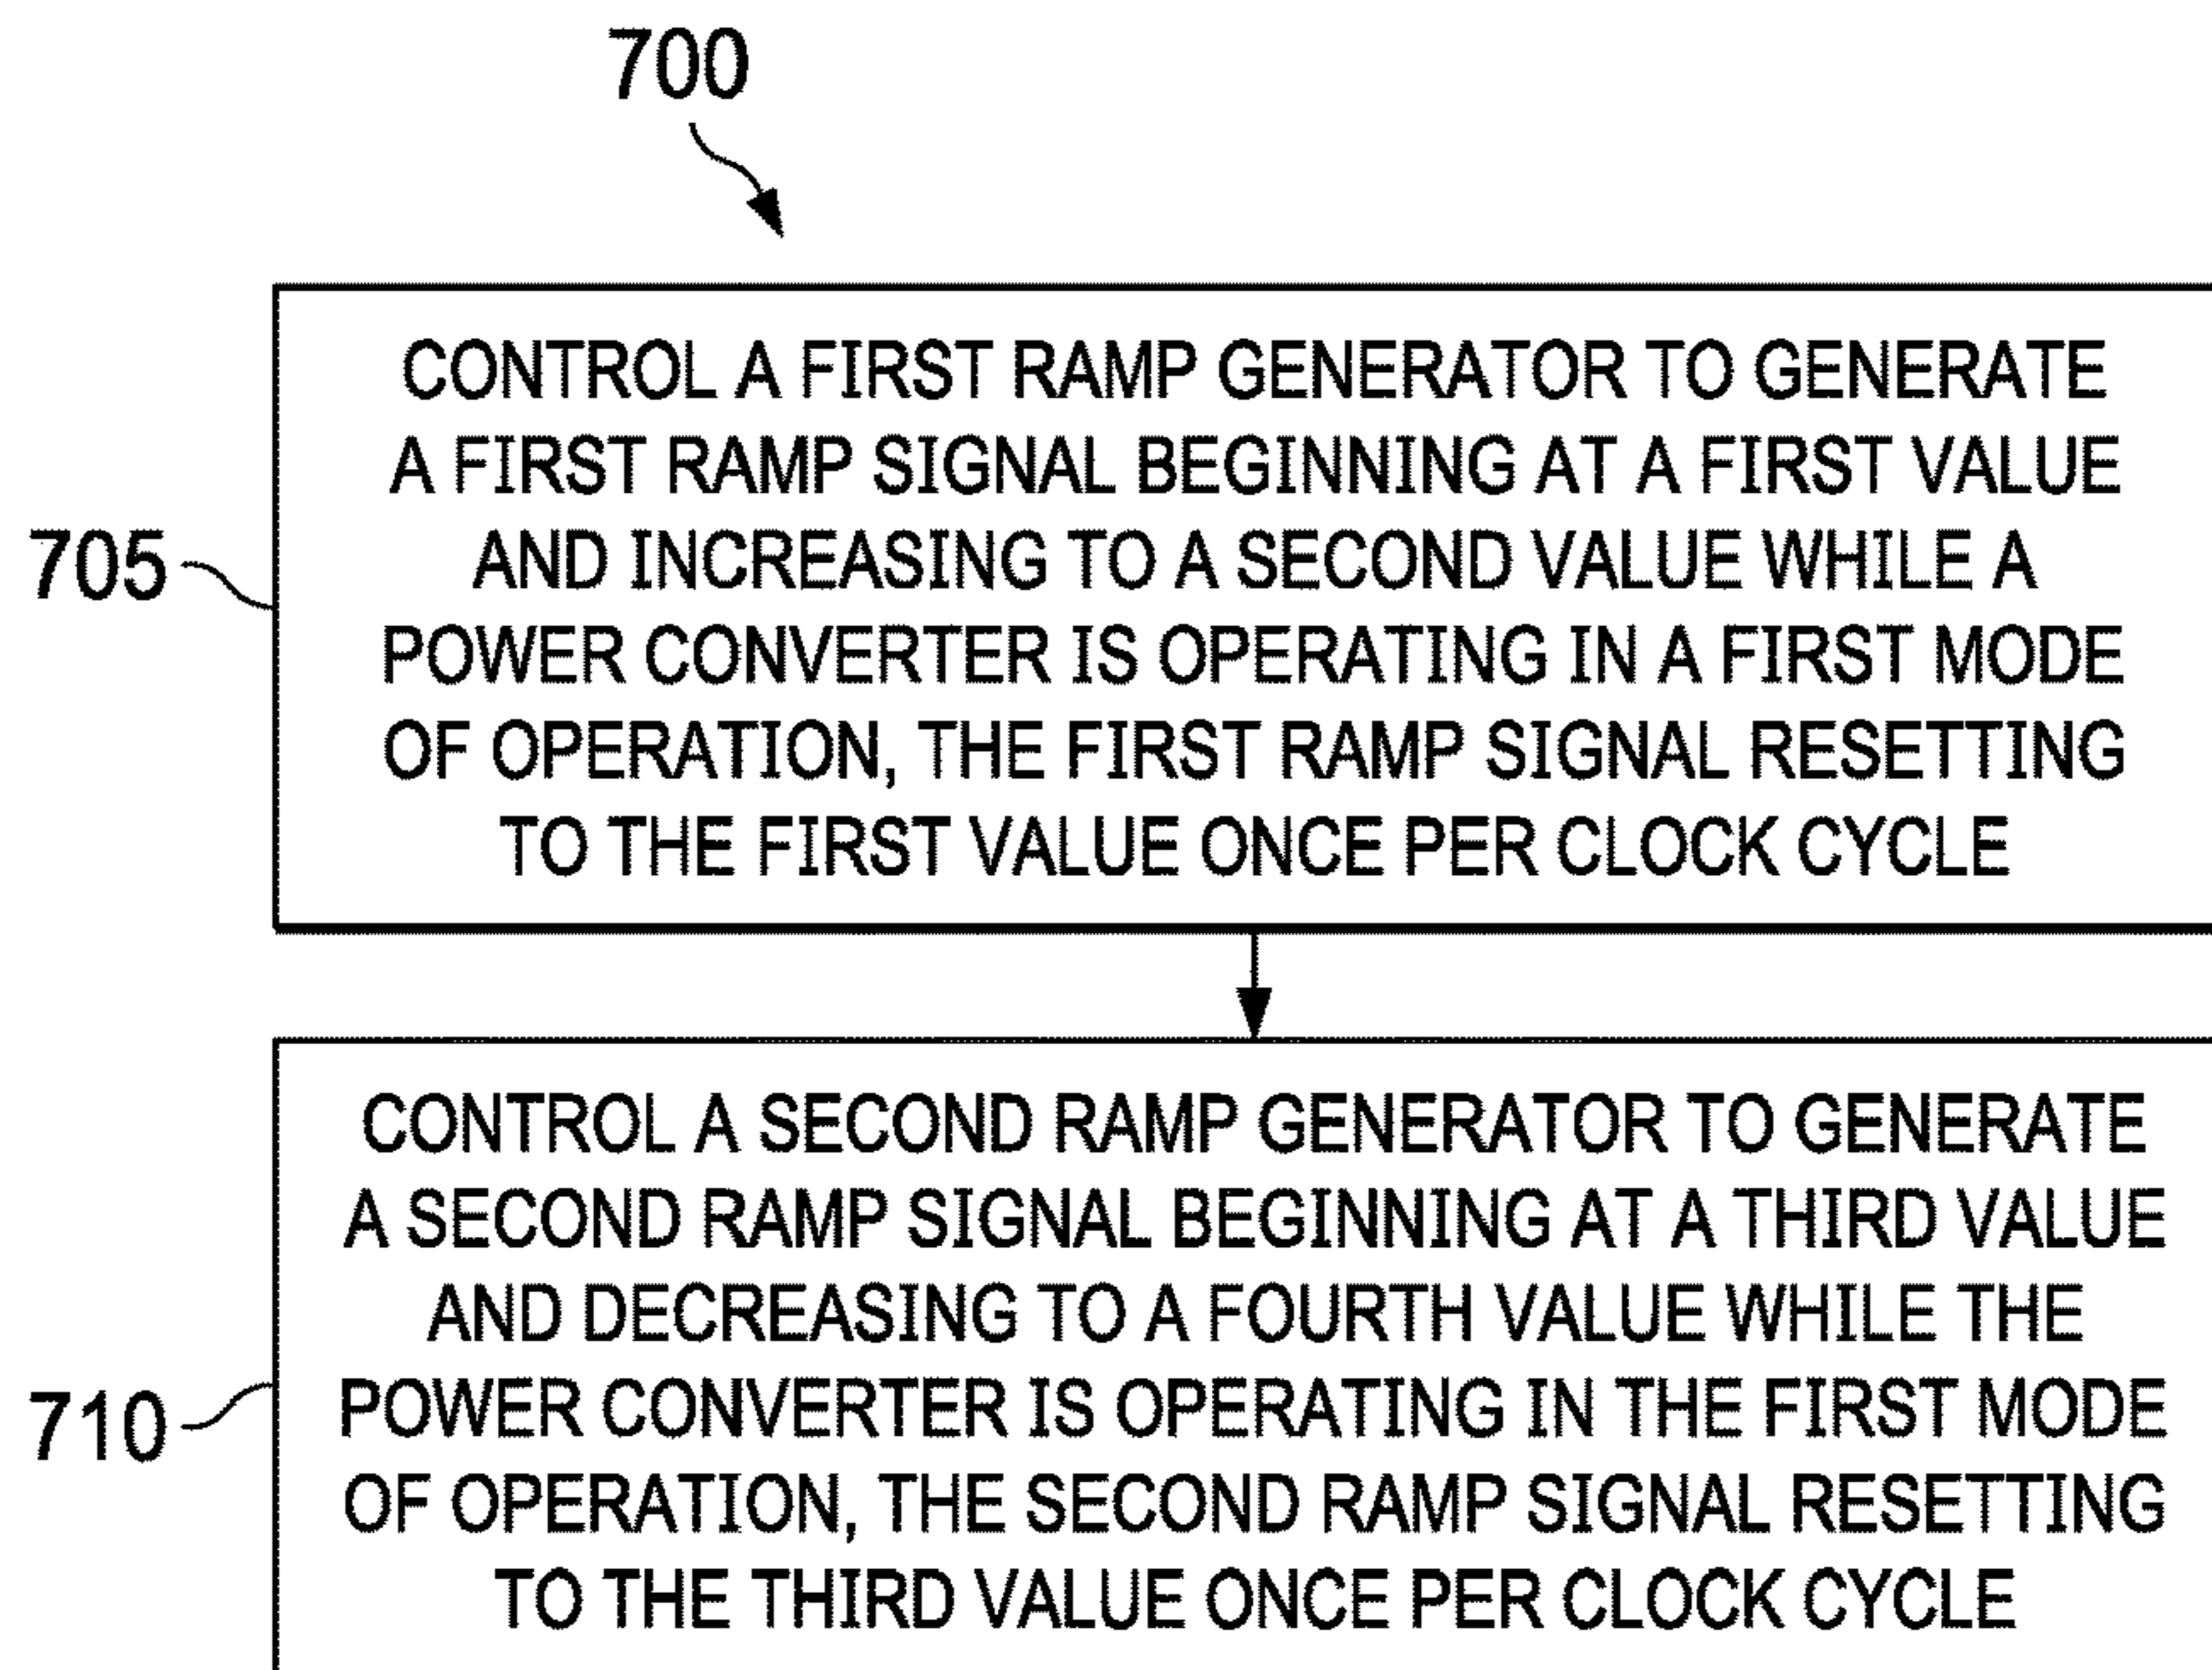 700
CONTROL A FIRST RAMP GENERATOR TO GENERATE
A FIRST RAMP SIGNAL BEGINNING AT A FIRST VALUE
AND INCREASING TO A SECOND VALUE WHILE A
POWER CONVERTER IS OPERATING IN A FIRST MODE
OF OPERATION, THE FIRST RAMP SIGNAL RESETTING
TO THE FIRST VALUE ONCE PER CLOCK CYCLE
705
CONTROL A SECOND RAMP GENERATOR TO GENERATE
A SECOND RAMP SIGNAL BEGINNING AT A THIRD VALUE
AND DECREASING TO A FOURTH VALUE WHILE THE
POWER CONVERTER IS OPERATING IN THE FIRST MODE
OF OPERATION, THE SECOND RAMP SIGNAL RESETTING
TO THE THIRD VALUE ONCE PER CLOCK CYCLE
710